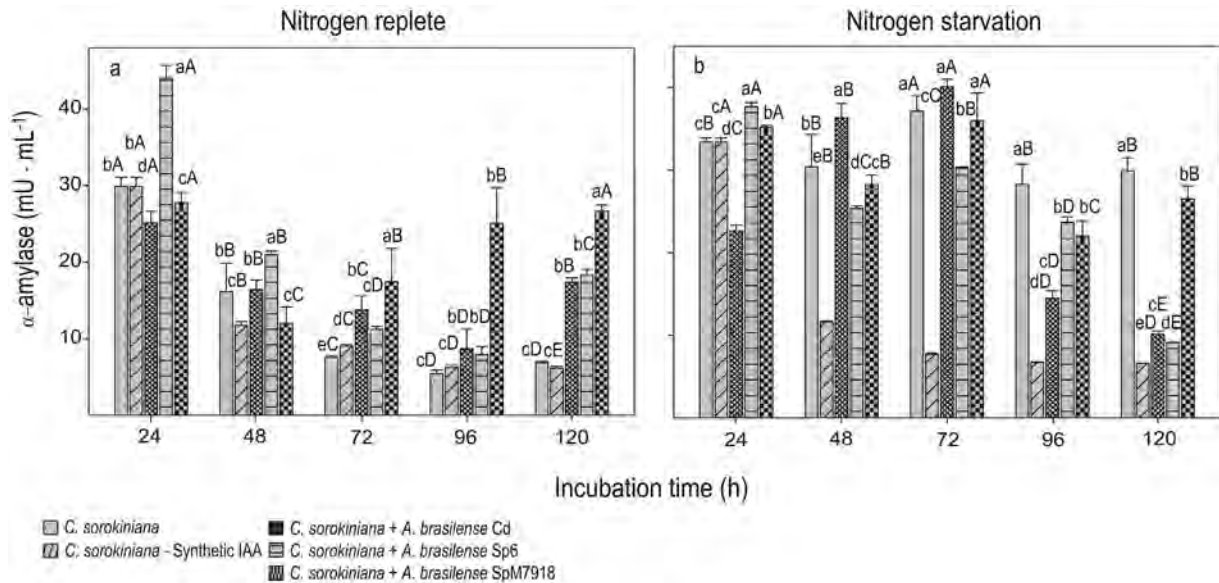 Nitrogen replete
Nitrogen starvation
α-amylase (mU · mL⁻¹)
40
30
20
10
a
bA
bA
dA
aA
cA
bB
cB
bB
aB
cC
eC
dC
bC
cD
aB
cD
cD
bD
bD
bB
cD
cE
bB
bC
aA
24
48
72
96
120
b
cB
cA
dC
aA
bA
bB
eB
aB
dC
cB
aA
cC
aA
bB
aA
aB
dD
cD
bD
bC
aB
eD
cE
dE
bB
24
48
72
96
120
Incubation time (h)
C. sorokiniana
C. sorokiniana - Synthetic IAA
C. sorokiniana + A. brasilense Cd
C. sorokiniana + A. brasilense Sp6
C. sorokiniana + A. brasilense SpM7918